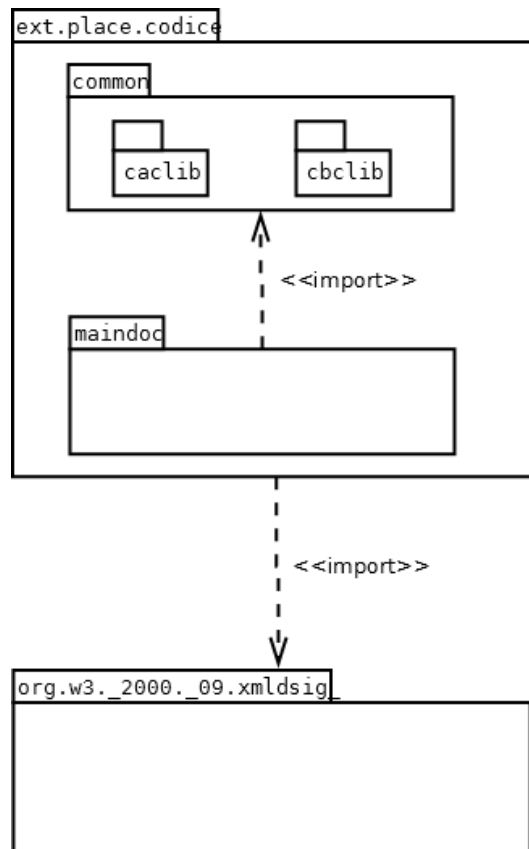 ext.place.codice
common
caclib cbclib
<<import>>
maindoc
<<import>>
org.w3._2000._09.xmldsig_